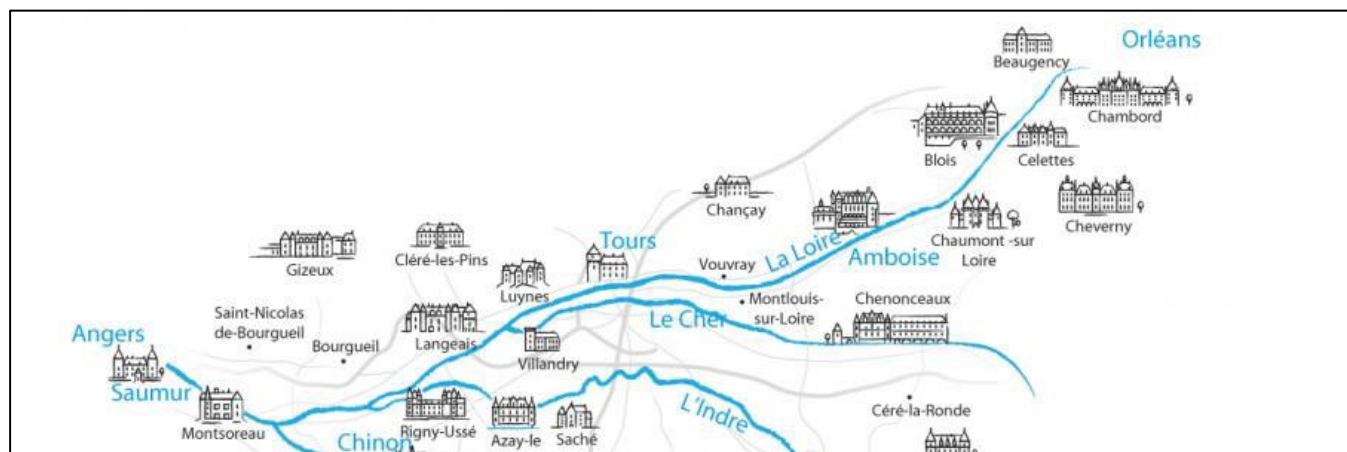 Orléans
Beaugency
Chambord
Blois
Celettes
Chançay
Cheverny
La Loire
Amboise
Chaumont -sur
Loire
Tours
Cléré-les-Pins
Gizeux
Vouvray
Luynes
Montlouis-
sur-Loire
Chenonceaux
Le Cher
Saint-Nicolas
de-Bourgueil
Bourgueil
Langeais
Villandry
Angers
Saumur
Montsoreau
Rigny-Ussé
Azay-le
Saché
L'Indre
Céré-la-Ronde
Chinon